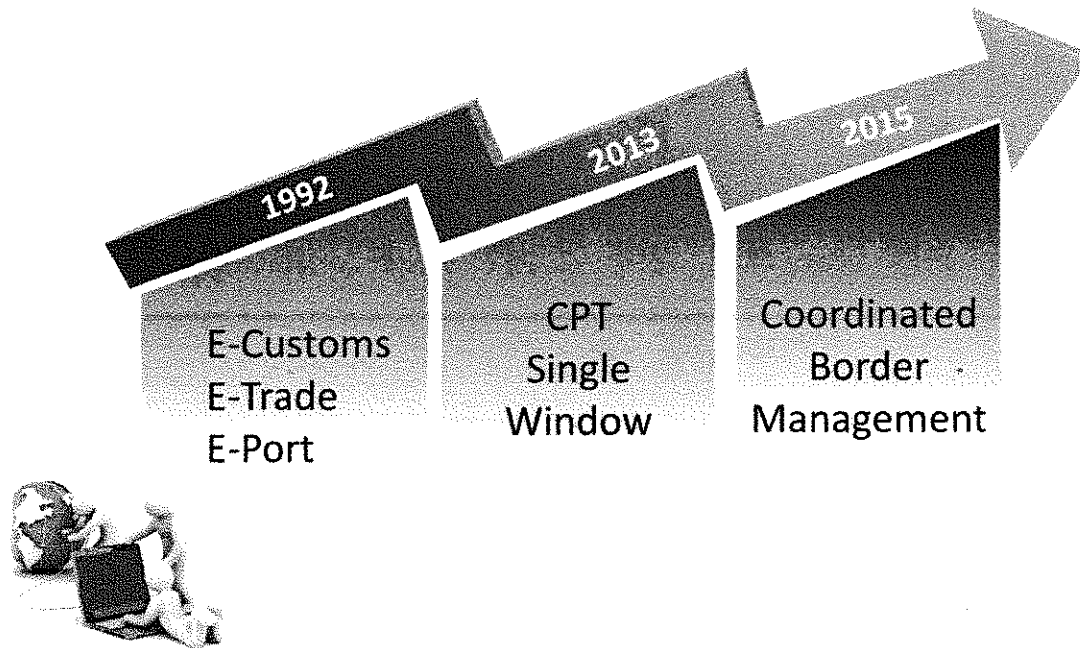 1992
2013
2015
E-Customs
E-Trade
E-Port
CPT
Single
Window
Coordinated
Border
Management